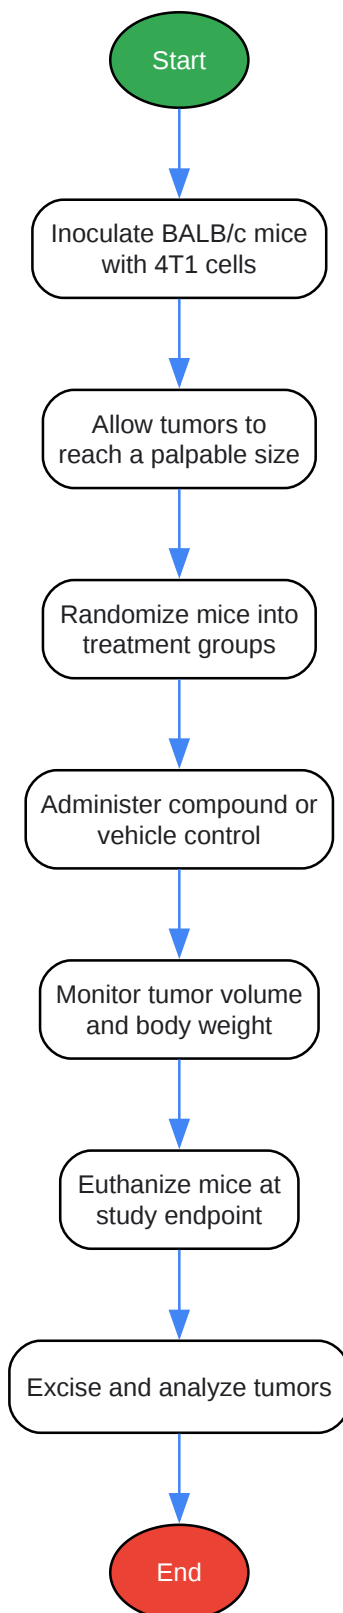 Start
Inoculate BALB/c mice
with 4T1 cells
Allow tumors to
reach a palpable size
Randomize mice into
treatment groups
Administer compound or
vehicle control
Monitor tumor volume
and body weight
Euthanize mice at
study endpoint
Excise and analyze tumors
End